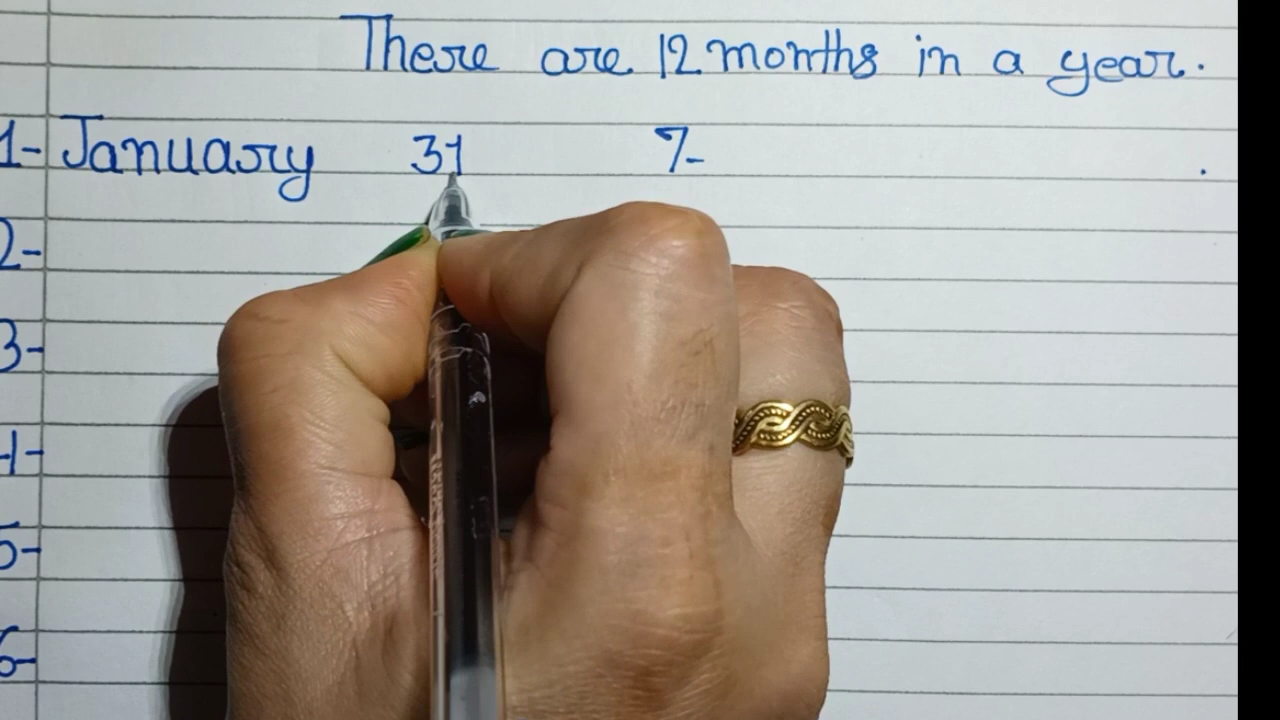 There are 12 months in a year.
1- January 31 7-
2-
3-
4-
5-
6-